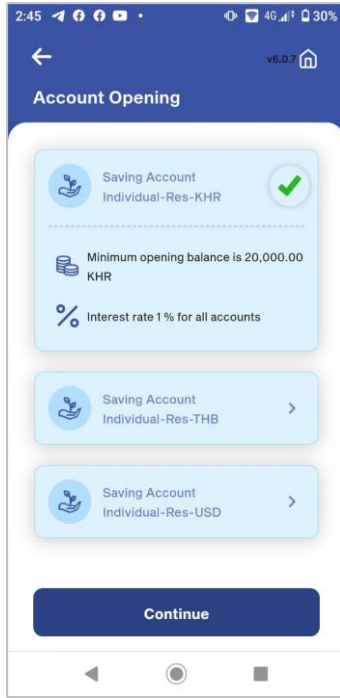 2:45 4G 30%
v6.0.7
Account Opening
Saving Account
Individual-Res-KHR
Minimum opening balance is 20,000.00
KHR
Interest rate 1 % for all accounts
Saving Account
Individual-Res-THB
Saving Account
Individual-Res-USD
Continue